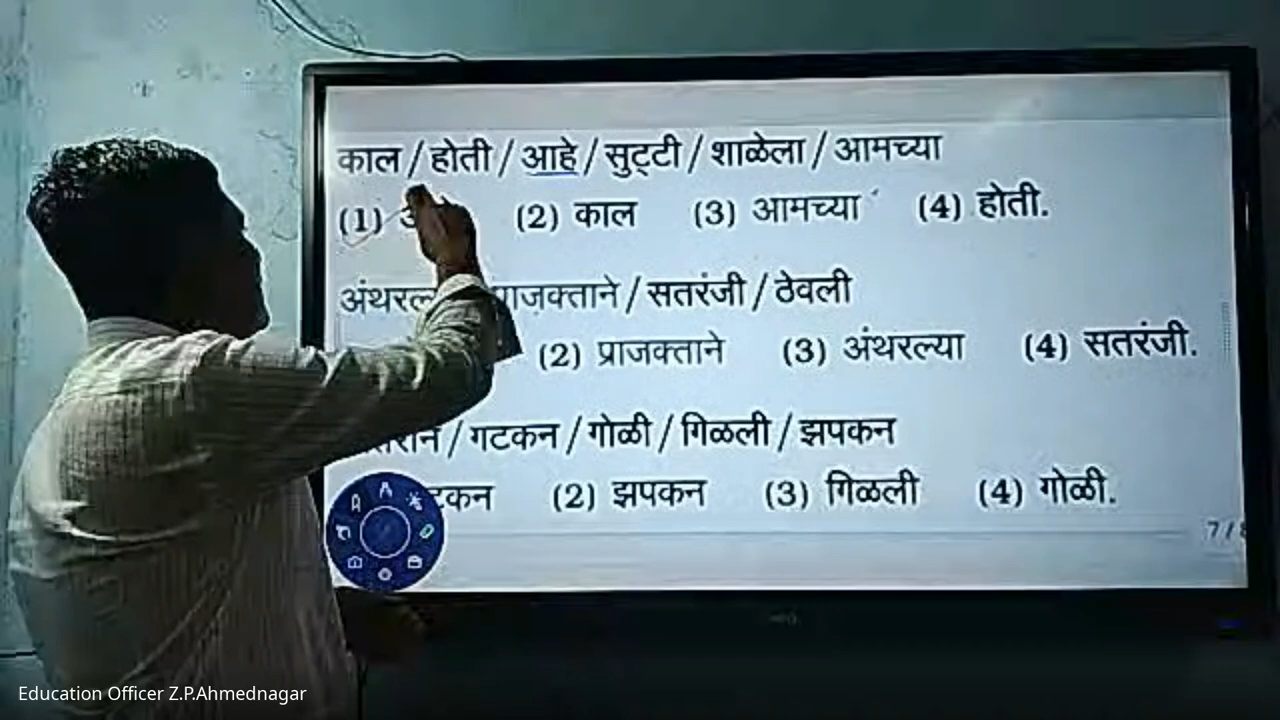 काल / होती / आहे / सुट्टी / शाळेला / आमच्या
(1) (2) काल (3) आमच्या (4) होती.
प्राजक्ताने / सतरंजी / ठेवली
(2) प्राजक्ताने (3) अंथरल्या (4) सतरंजी.
/ गटकन / गोळी / गिळली / झपकन
(2) झपकन (3) गिळली (4) गोळी.
Education Officer Z.P.Ahmednagar